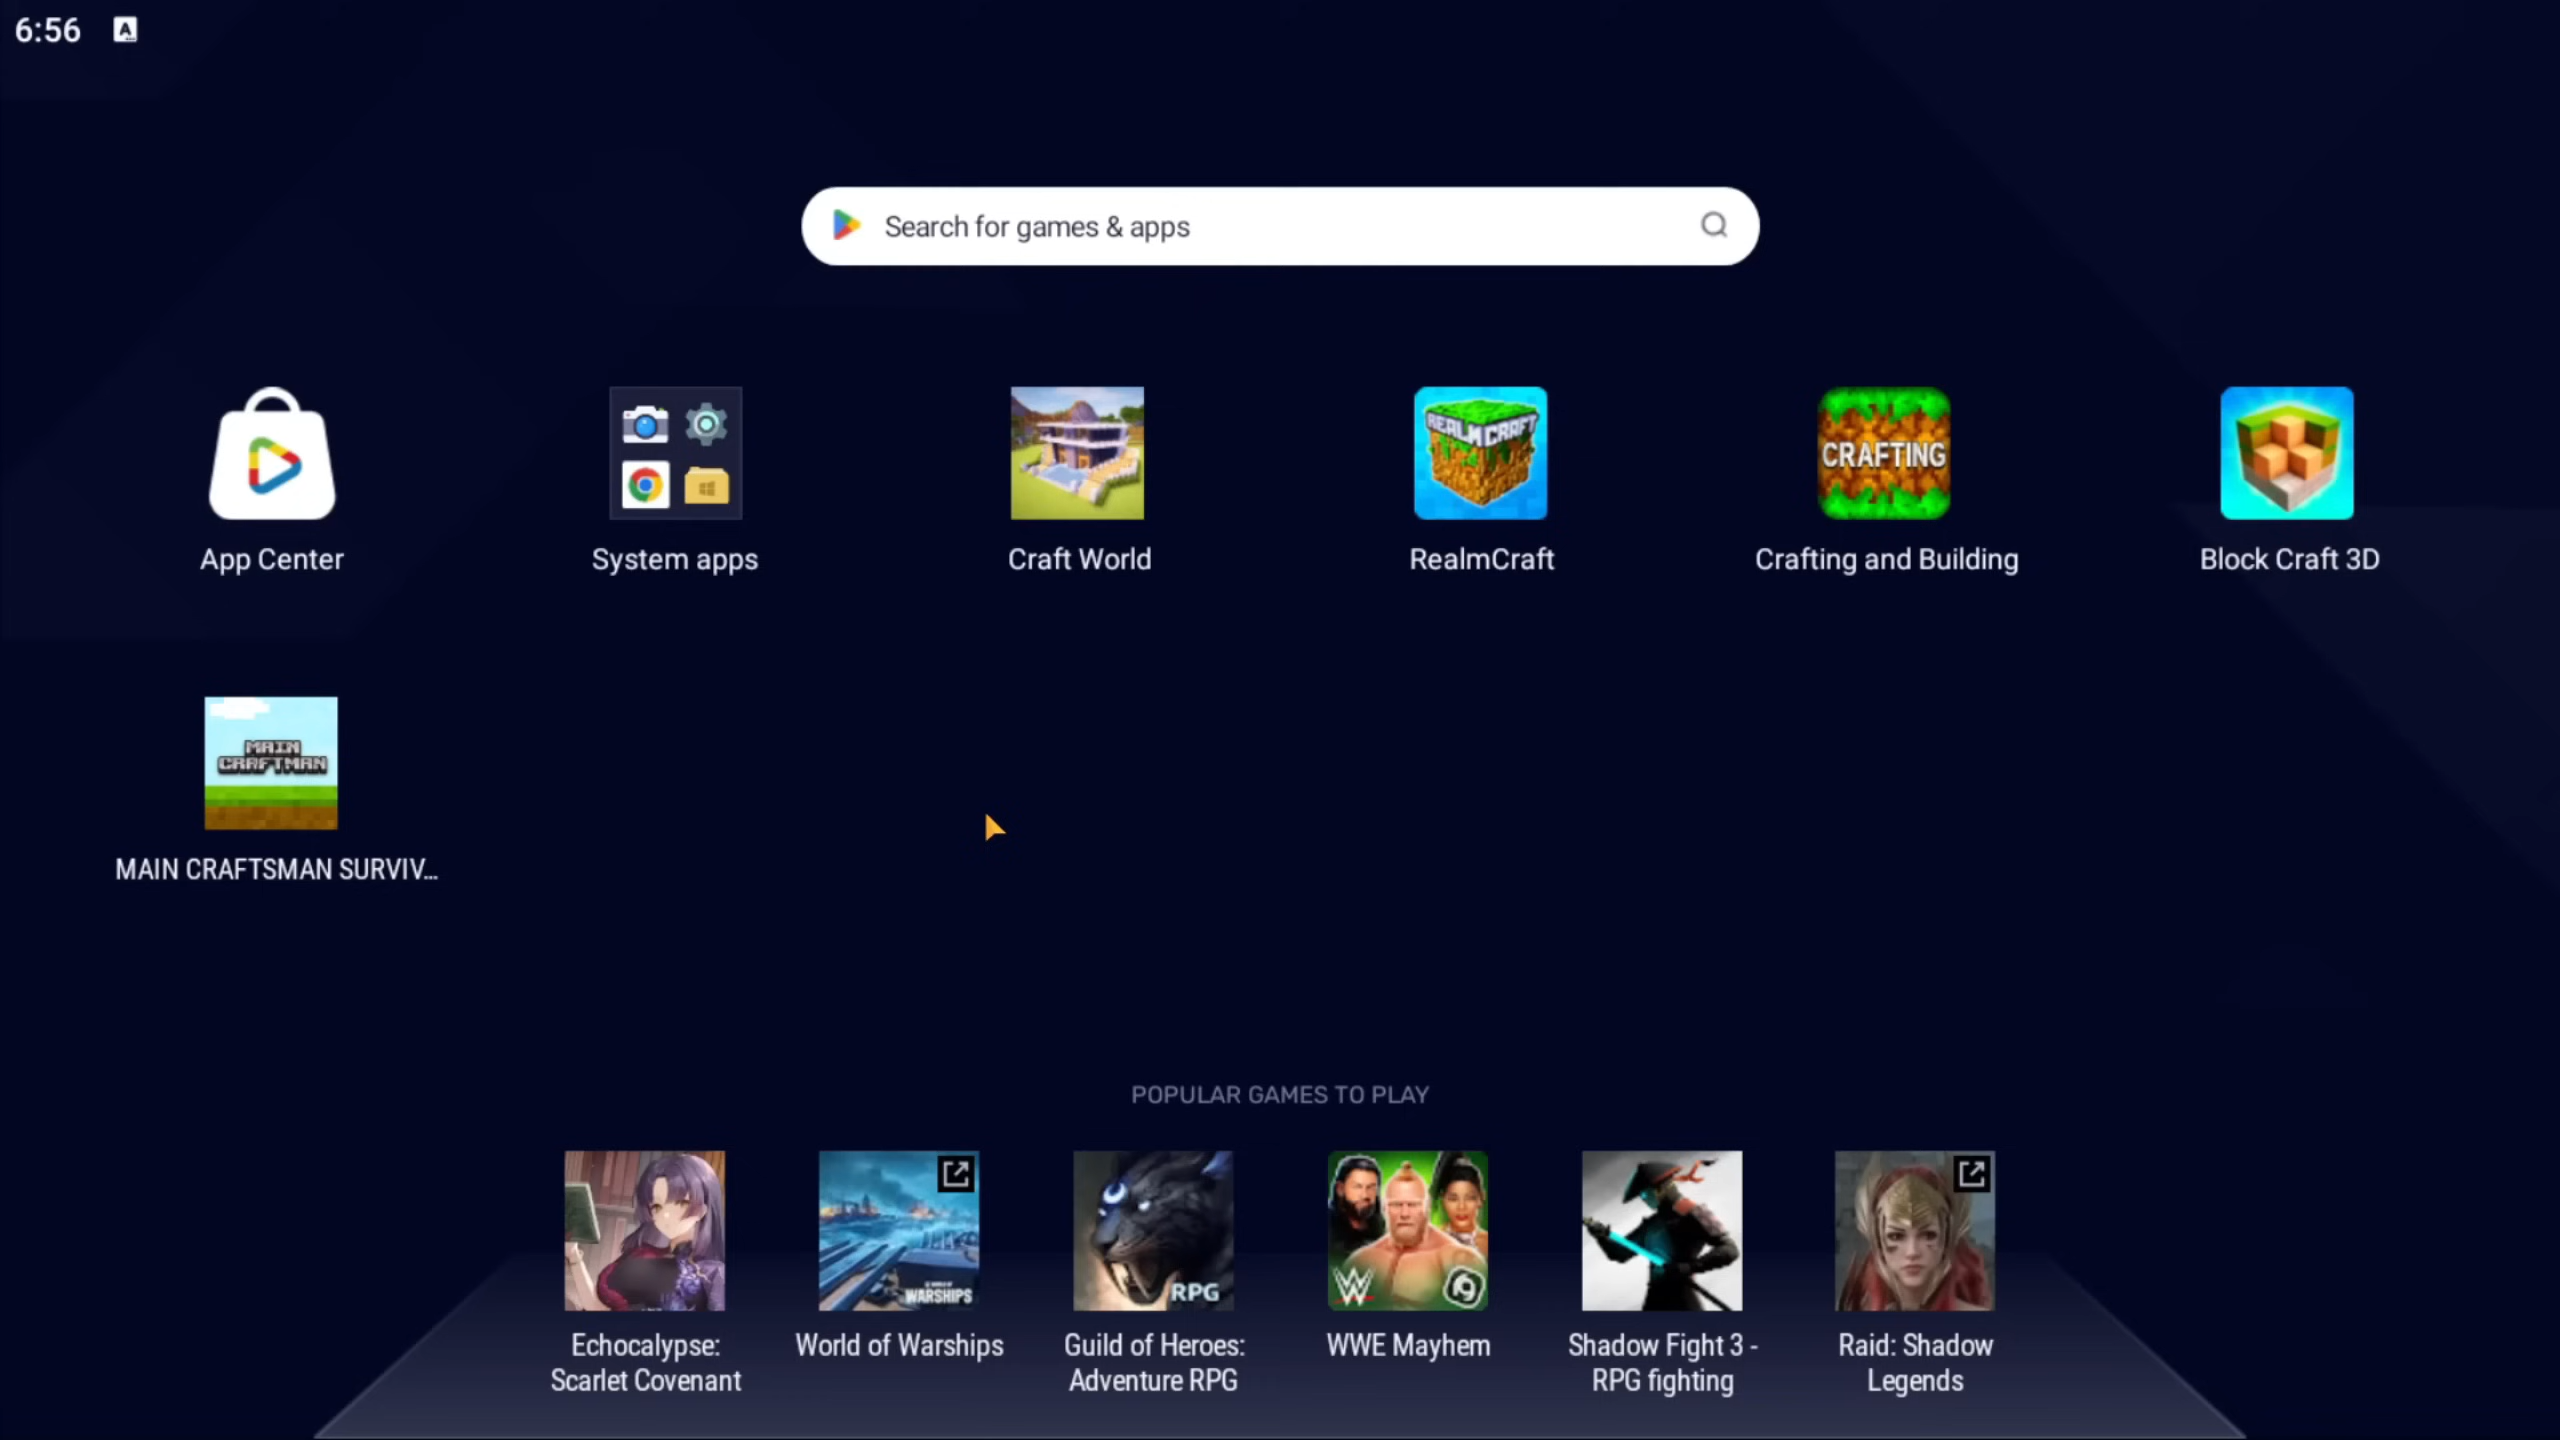 6:56
A
Search for games & apps
REALMCRAFT
CRAFTING
App Center
System apps
Craft World
RealmCraft
Crafting and Building
Block Craft 3D
MAIN
CRAFTMAN
MAIN CRAFTSMAN SURVIV...
POPULAR GAMES TO PLAY
WARSHIPS
RPG
W
Echocalypse:
Scarlet Covenant
World of Warships
Guild of Heroes:
Adventure RPG
WWE Mayhem
Shadow Fight 3 -
RPG fighting
Raid: Shadow
Legends